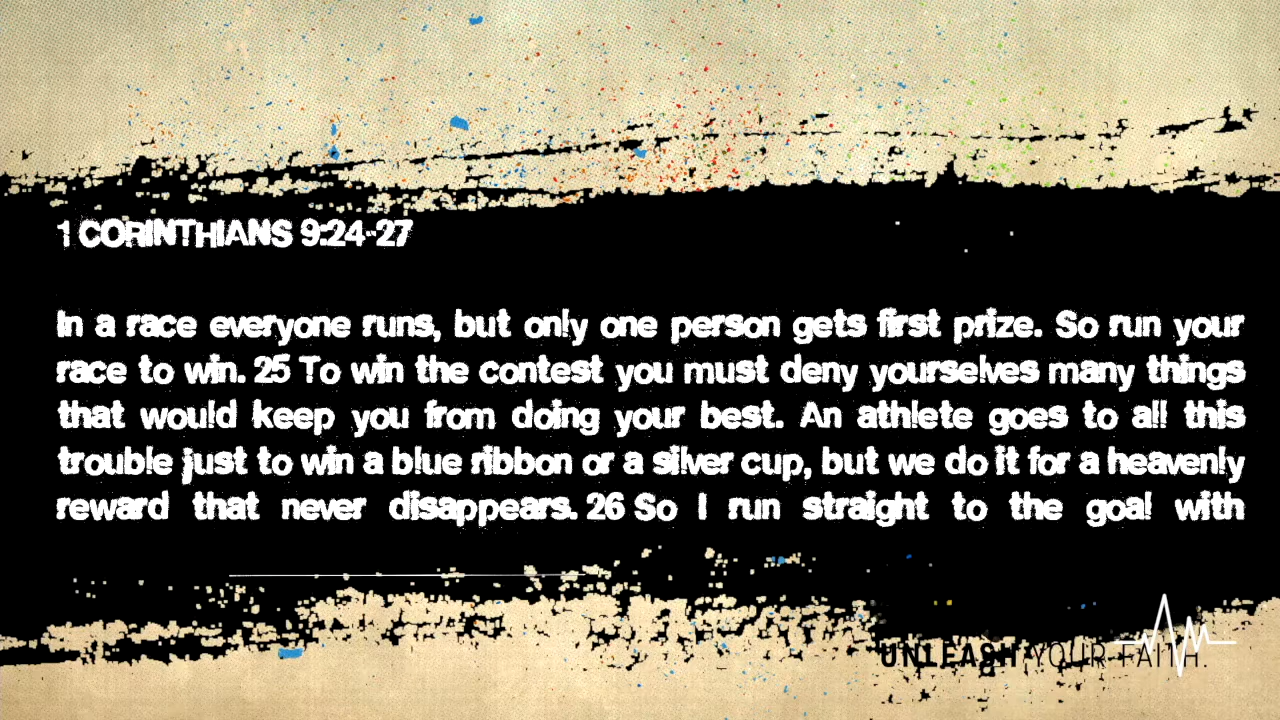 1 CORINTHIANS 9:24-27
In a race everyone runs, but only one person gets first prize. So run your
race to win. 25 To win the contest you must deny yourselves many things
that would keep you from doing your best. An athlete goes to all this
trouble just to win a blue ribbon or a silver cup, but we do it for a heavenly
reward that never disappears. 26 So I run straight to the goal with
UNLEASH YOUR FAITH.